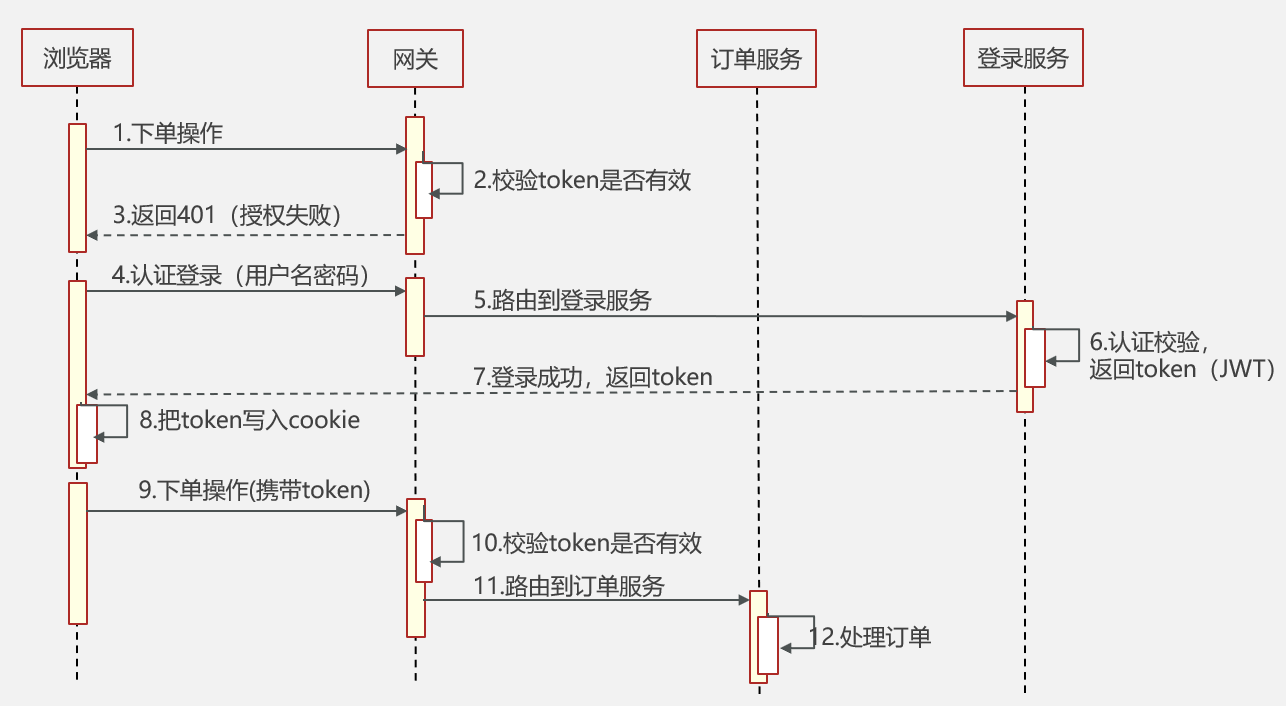 浏览器
网关
订单服务
登录服务
1.下单操作
2.校验token是否有效
3.返回401（授权失败）
4.认证登录（用户名密码）
5.路由到登录服务
6.认证校验，
返回token（JWT）
7.登录成功，返回token
8.把token写入cookie
9.下单操作(携带token)
10.校验token是否有效
11.路由到订单服务
12.处理订单